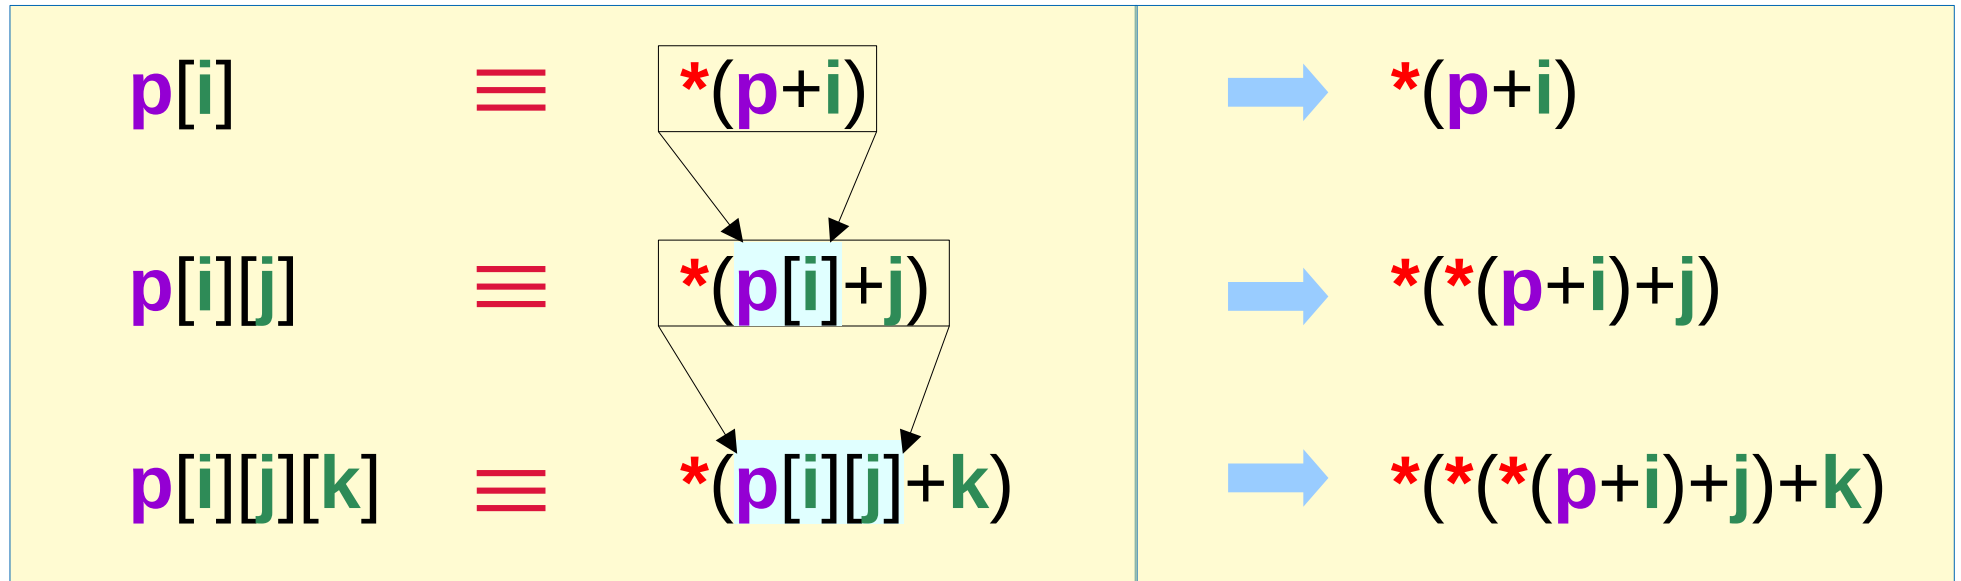 p[i] ≡ *(p+i) *(p+i)
p[i][j] ≡ *(p[i]+j) *(*(p+i)+j)
p[i][j][k] ≡ *(p[i][j]+k) *(*(*(p+i)+j)+k)